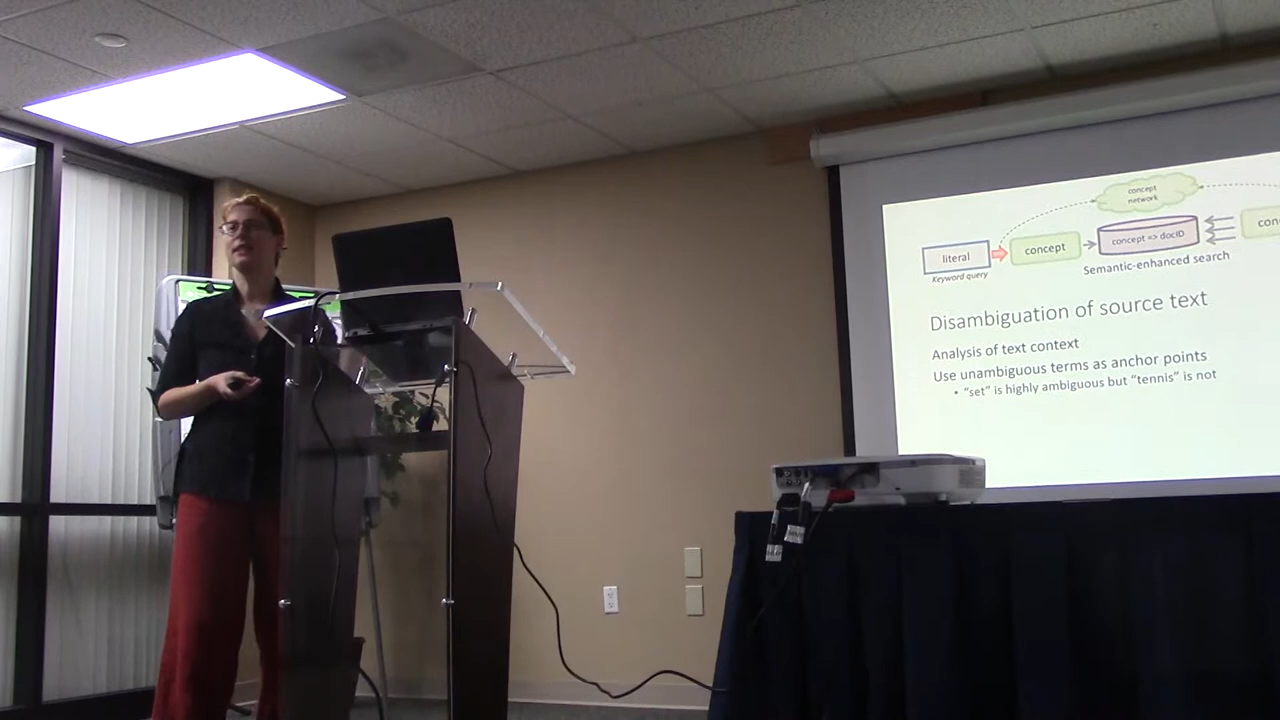 concept
network
literal
concept
concept => docID
con
Keyword query
Semantic-enhanced search
Disambiguation of source text
Analysis of text context
Use unambiguous terms as anchor points
• "set" is highly ambiguous but "tennis" is not